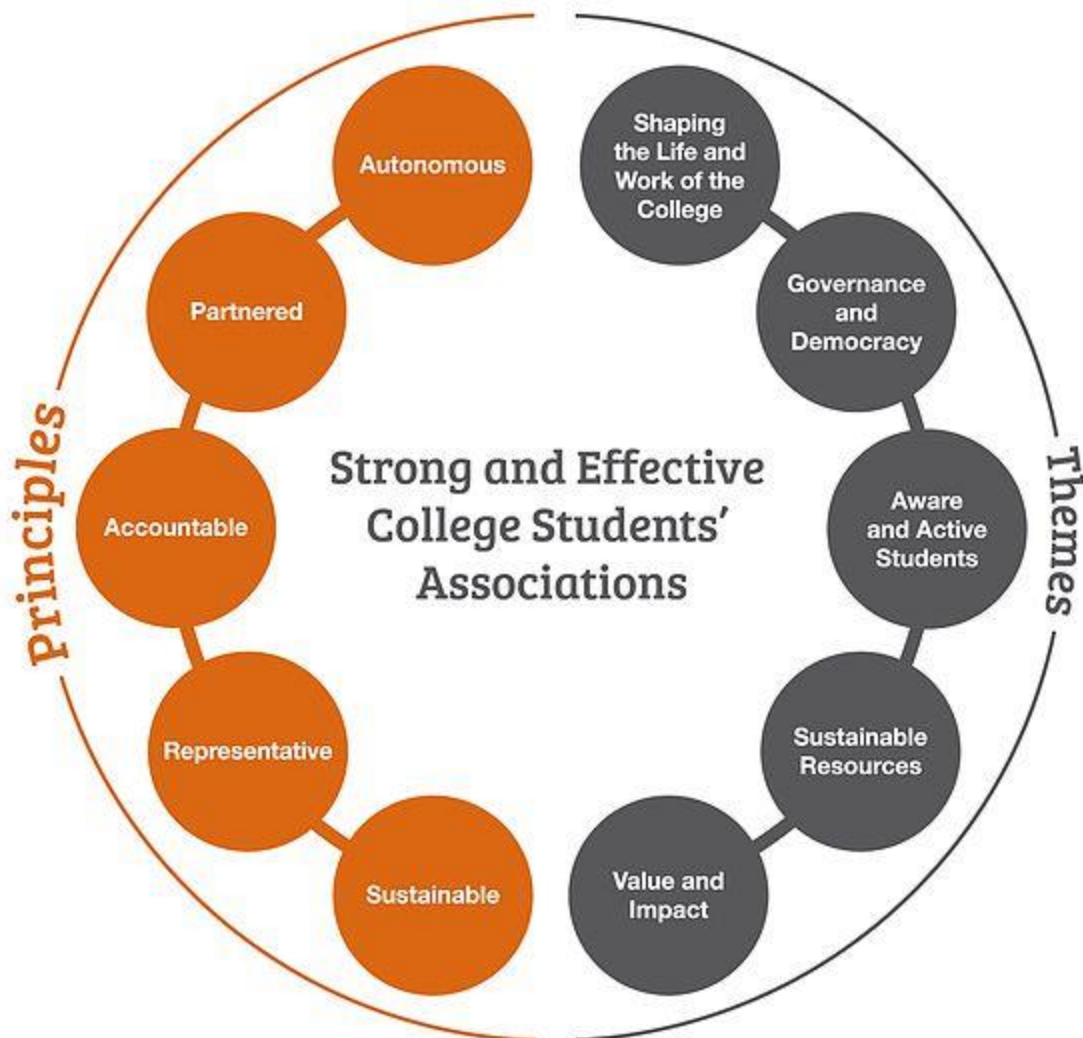 Principles
Autonomous
Partnered
Accountable
Representative
Sustainable
Strong and Effective
College Students’
Associations
Themes
Shaping
the Life and
Work of the
College
Governance
and
Democracy
Aware
and Active
Students
Sustainable
Resources
Value and
Impact